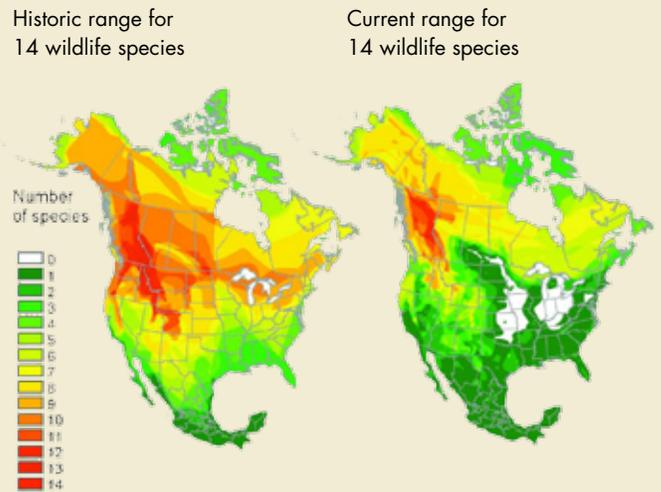 Historic range for
14 wildlife species
Current range for
14 wildlife species
Number
of species
0
1
2
3
4
5
6
7
8
9
10
11
12
13
14